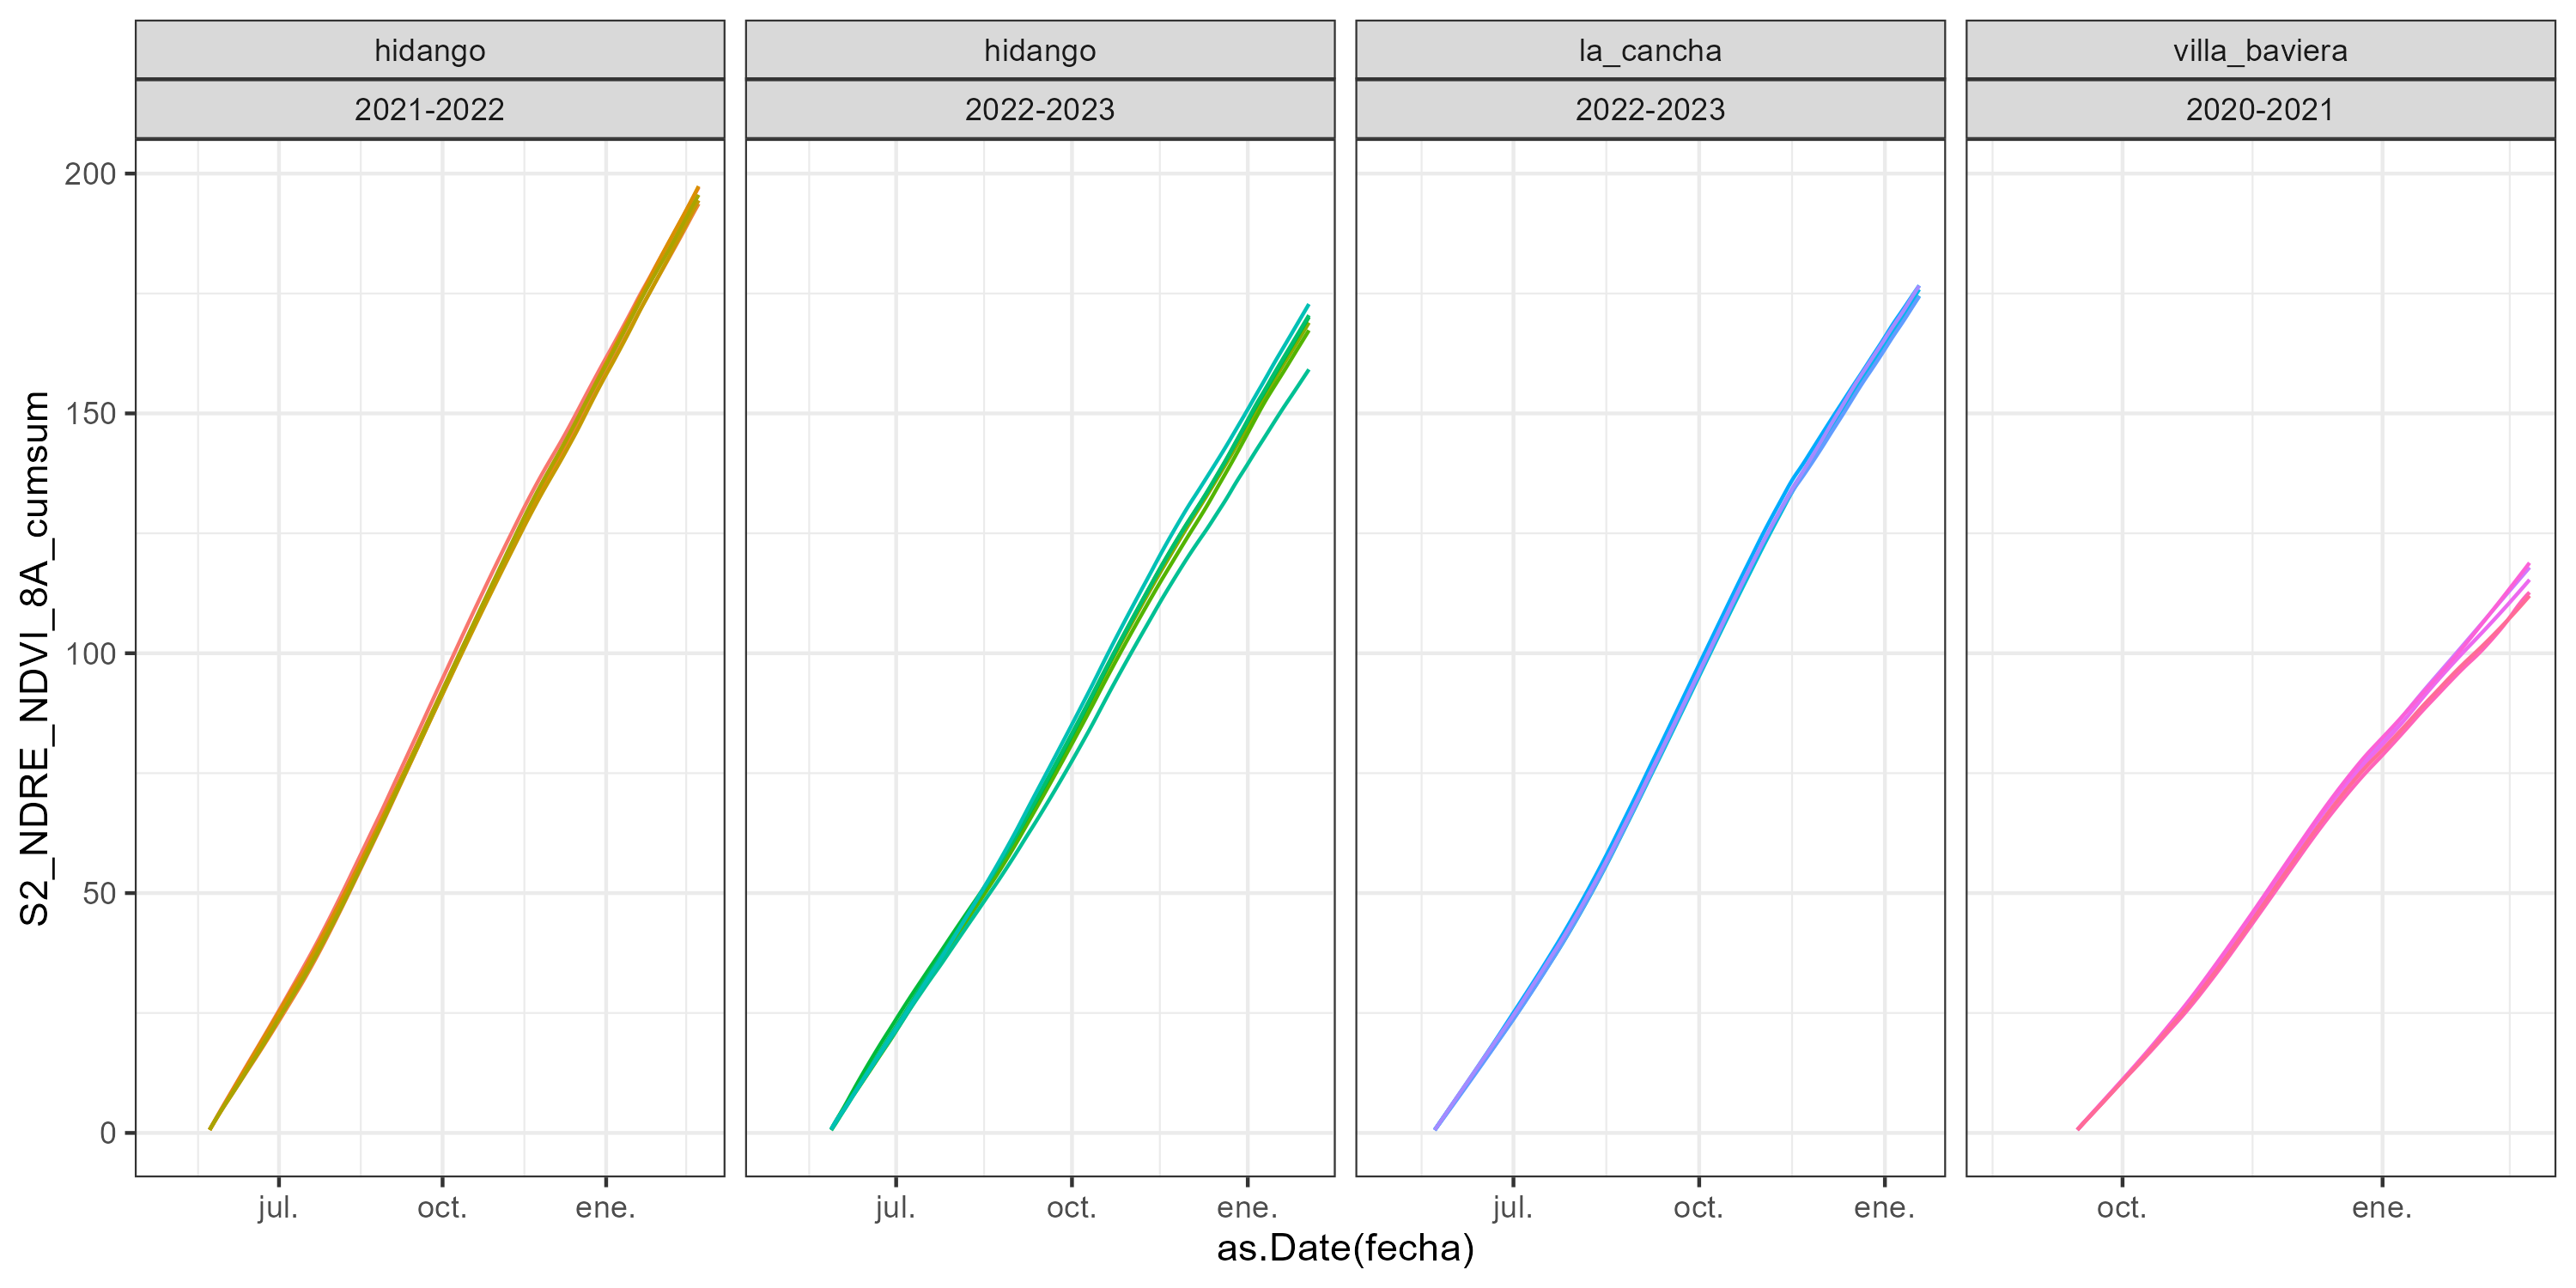 hidango
hidango
la_cancha
villa_baviera
2021-2022
2022-2023
2022-2023
2020-2021
S2_NDRE_NDVI_8A_cumsum
200
150
100
50
0
jul.
oct.
ene.
jul.
oct.
ene.
jul.
oct.
ene.
oct.
ene.
as.Date(fecha)